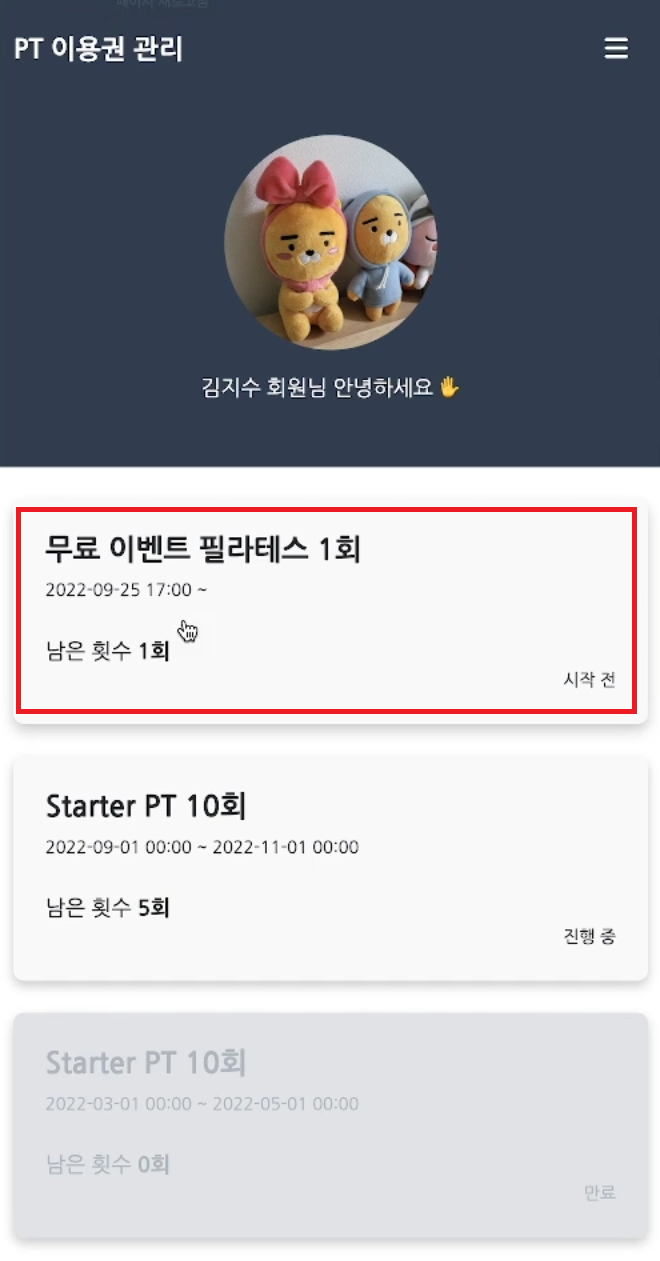 PT 이용권 관리
김지수 회원님 안녕하세요 🖐
무료 이벤트 필라테스 1회
2022-09-25 17:00 ~
남은 횟수 1회
시작 전
Starter PT 10회
2022-09-01 00:00 ~ 2022-11-01 00:00
남은 횟수 5회
진행 중
Starter PT 10회
2022-03-01 00:00 ~ 2022-05-01 00:00
남은 횟수 0회
만료